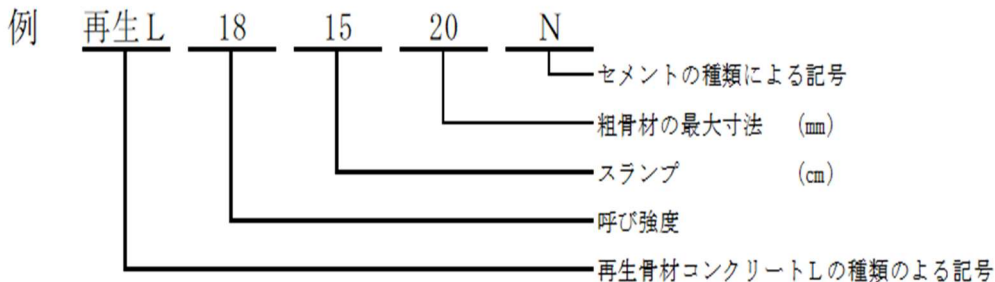 例 再生L 18 15 20 N
セメントの種類による記号
粗骨材の最大寸法 (㎜)
スランプ (㎝)
呼び強度
再生骨材コンクリートLの種類のよる記号